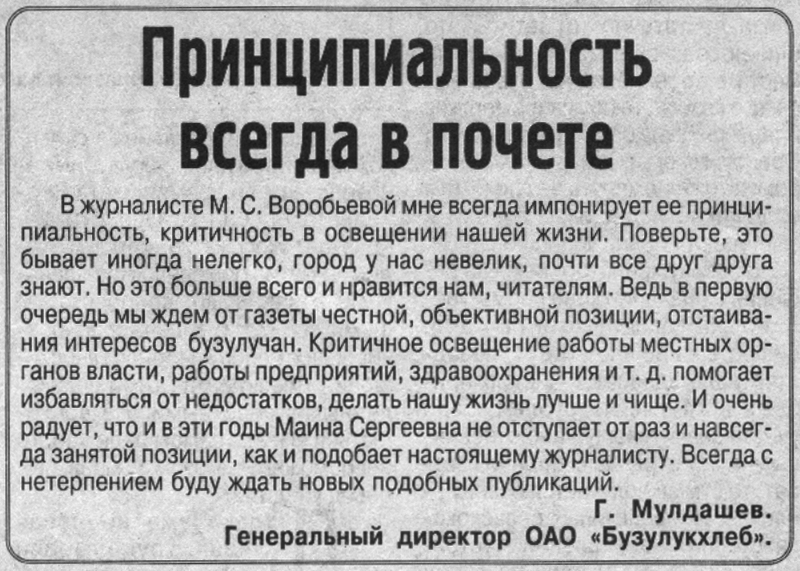 Принципиальность
всегда в почете
В журналисте М. С. Воробьевой мне всегда импонирует ее принци-
пиальность, критичность в освещении нашей жизни. Поверьте, это
бывает иногда нелегко, город у нас невелик, почти все друг друга
знают. Но это больше всего и нравится нам, читателям. Ведь в первую
очередь мы ждем от газеты честной, объективной позиции, отстаива-
ния интересов бузулучан. Критичное освещение работы местных ор-
ганов власти, работы предприятий, здравоохранения и т. д. помогает
избавляться от недостатков, делать нашу жизнь лучше и чище. И очень
радует, что и в эти годы Маина Сергеевна не отступает от раз и навсег-
да занятой позиции, как и подобает настоящему журналисту. Всегда с
нетерпением буду ждать новых подобных публикаций.
Г. Мулдашев.
Генеральный директор ОАО «Бузулукхлеб».